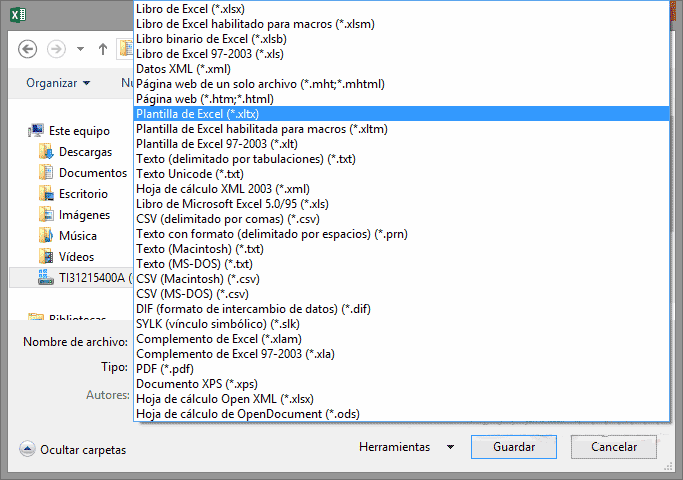 Libro de Excel (*.xlsx)
Libro de Excel habilitado para macros (*.xlsm)
Libro binario de Excel (*.xlsb)
Libro de Excel 97-2003 (*.xls)
Datos XML (*.xml)
Página web de un solo archivo (*.mht;*.mhtml)
Página web (*.htm;*.html)
Plantilla de Excel (*.xltx)
Plantilla de Excel habilitada para macros (*.xltm)
Plantilla de Excel 97-2003 (*.xlt)
Texto (delimitado por tabulaciones) (*.txt)
Texto Unicode (*.txt)
Hoja de cálculo XML 2003 (*.xml)
Libro de Microsoft Excel 5.0/95 (*.xls)
CSV (delimitado por comas) (*.csv)
Texto con formato (delimitado por espacios) (*.prn)
Texto (Macintosh) (*.txt)
Texto (MS-DOS) (*.txt)
CSV (Macintosh) (*.csv)
CSV (MS-DOS) (*.csv)
DIF (formato de intercambio de datos) (*.dif)
SYLK (vínculo simbólico) (*.slk)
Complemento de Excel (*.xlam)
Complemento de Excel 97-2003 (*.xla)
PDF (*.pdf)
Documento XPS (*.xps)
Hoja de cálculo Open XML (*.xlsx)
Hoja de cálculo de OpenDocument (*.ods)
Organizar
Este equipo
Descargas
Documentos
Escritorio
Imágenes
Música
Vídeos
TI31215400A (
Bibliotecas
Nombre de archivo:
Tipo:
Autores:
Ocultar carpetas
Herramientas
Guardar
Cancelar